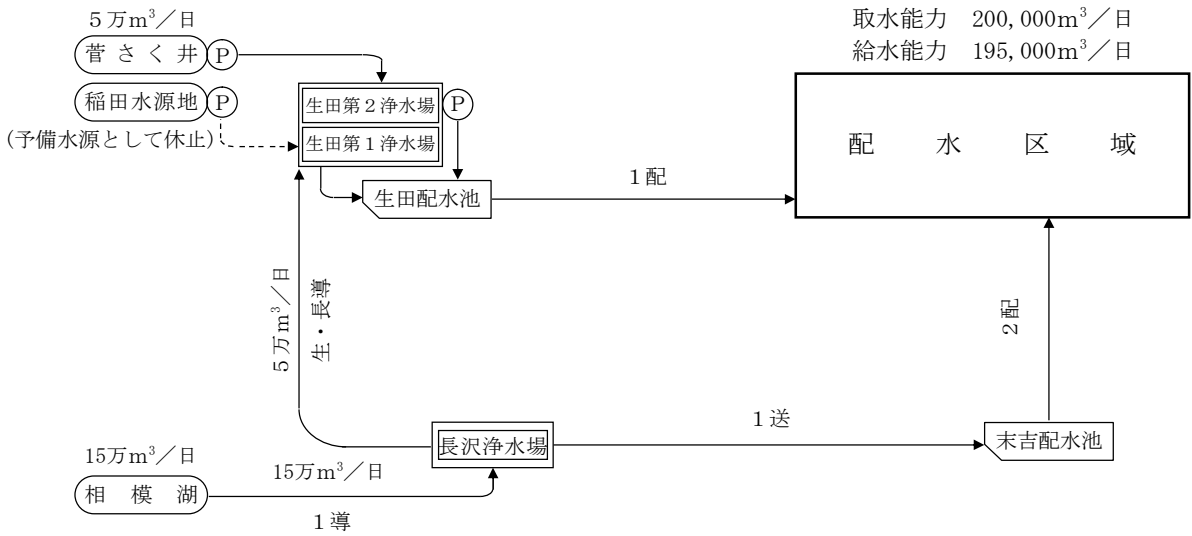 5万m³／日
取水能力　200,000m³／日
給水能力　195,000m³／日
菅さく井
P
稲田水源地
P
(予備水源として休止)
生田第2浄水場
P
生田第1浄水場
配水区域
生田配水池
1配
5万m³／日
生・長導
2配
長沢浄水場
1送
末吉配水池
15万m³／日
15万m³／日
相模湖
1導